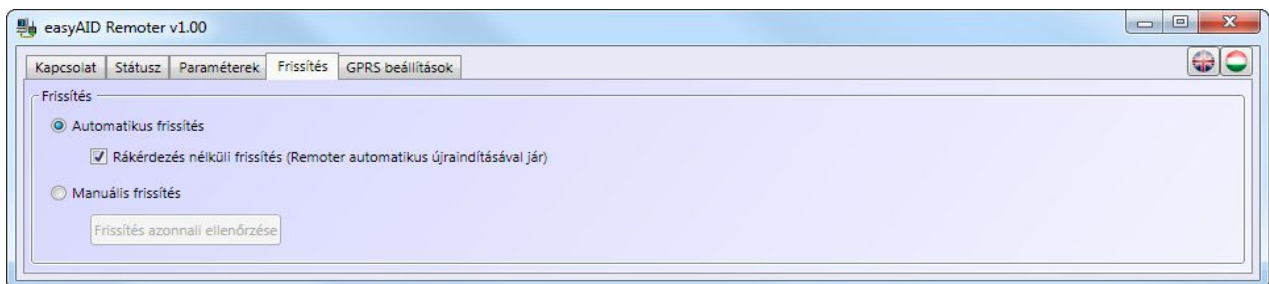 easyAID Remoter v1.00
Kapcsolat Státusz Paraméterek Frissítés GPRS beállítások
Frissítés
Automatikus frissítés
Rákérdezés nélküli frissítés (Remoter automatikus újraindításával jár)
Manuális frissítés
Frissítés azonnali ellenőrzése